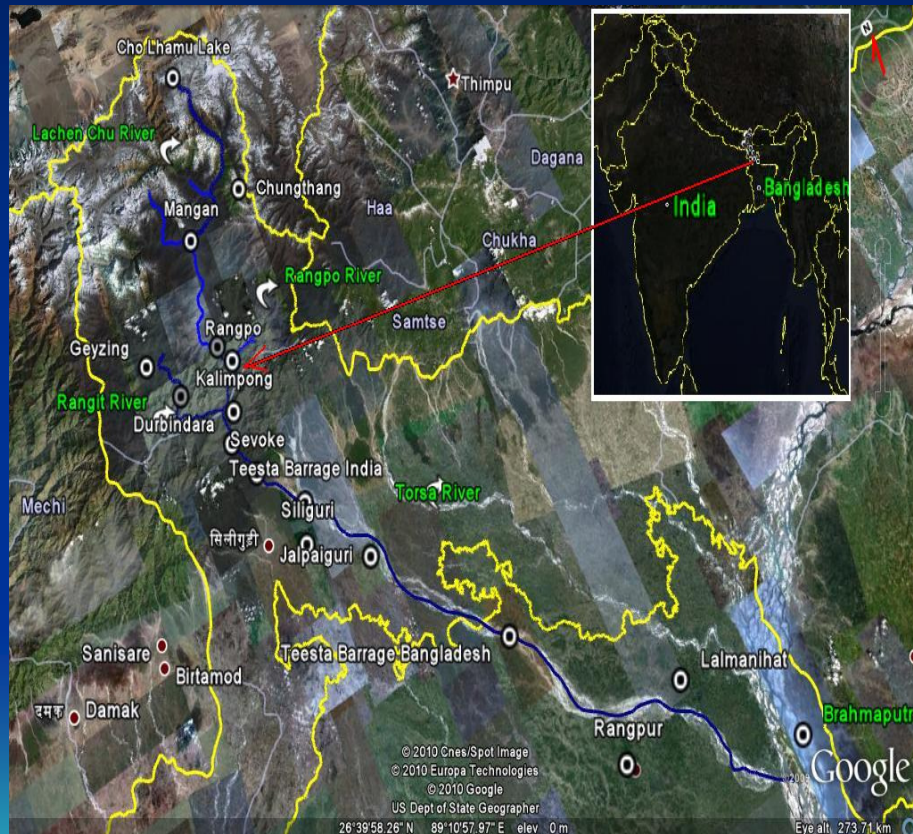 Cho Lhamu Lake
Thimpu
N
Lachen Chu River
Dagana
Chungthang
Haa
India
Bangladesh
Mangan
Chukha
Rangpo River
Rangpo
Samtse
Geyzing
Kalimpong
Rangit River
Durbindara
Sevoke
Teesta Barrage India
Mechi
Siliguri
Torsa River
सिलीगुड़ी
Jalpaiguri
Sanisare
Teesta Barrage Bangladesh
Lalmanihat
Birtamod
दमक
Damak
Rangpur
Brahmaputr
© 2010 Cnes/Spot Image
© 2010 Europa Technologies
© 2010 Google
US Dept of State Geographer
2009 Google
26°39'58.26" N 89°10'57.97" E elev 0 m
Eye alt 273.71 km